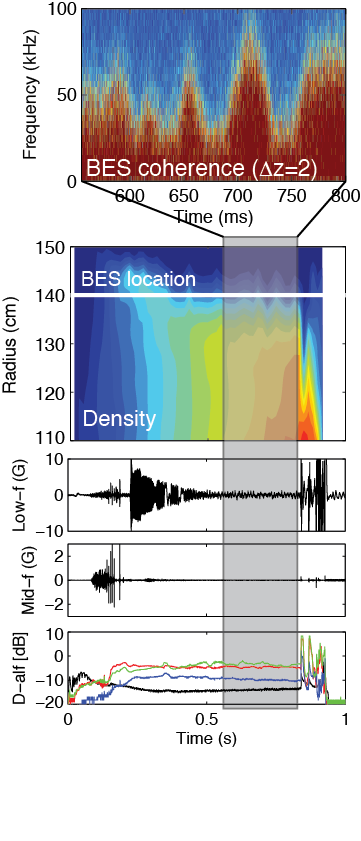 100
50
0
Frequency (kHz)
BES coherence (Δz=2)
600 650 700 750 800
Time (ms)
150
140
130
120
110
Radius (cm)
BES location
Density
10
0
−10
Low-f (G)
2
0
−2
Mid-f (G)
10
0
−10
−20
D-alf [dB]
0 0.5 1
Time (s)